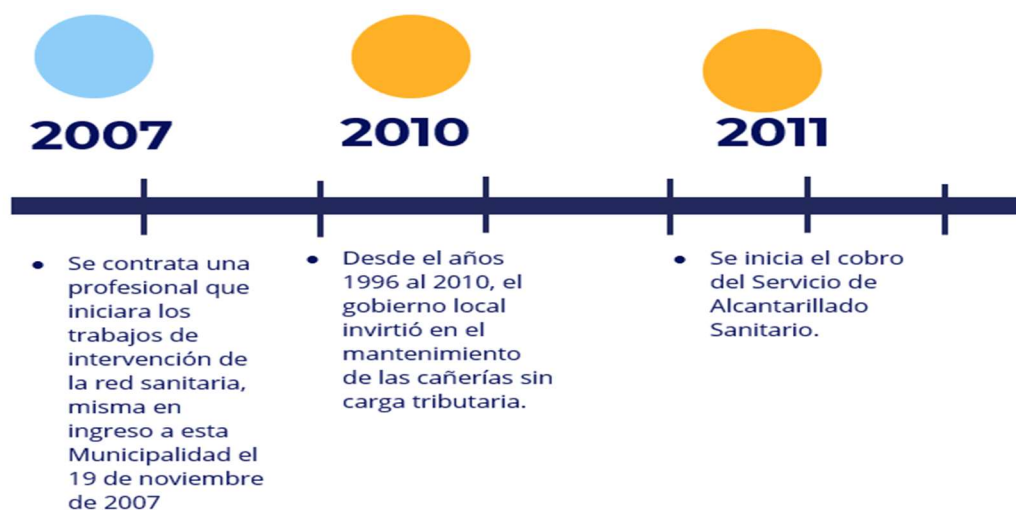 2007
• Se contrata una
profesional que
iniciara los
trabajos de
intervención de
la red sanitaria,
misma en
ingreso a esta
Municipalidad el
19 de noviembre
de 2007
2010
• Desde el años
1996 al 2010, el
gobierno local
invirtió en el
mantenimiento
de las cañerías sin
carga tributaria.
2011
• Se inicia el cobro
del Servicio de
Alcantarillado
Sanitario.